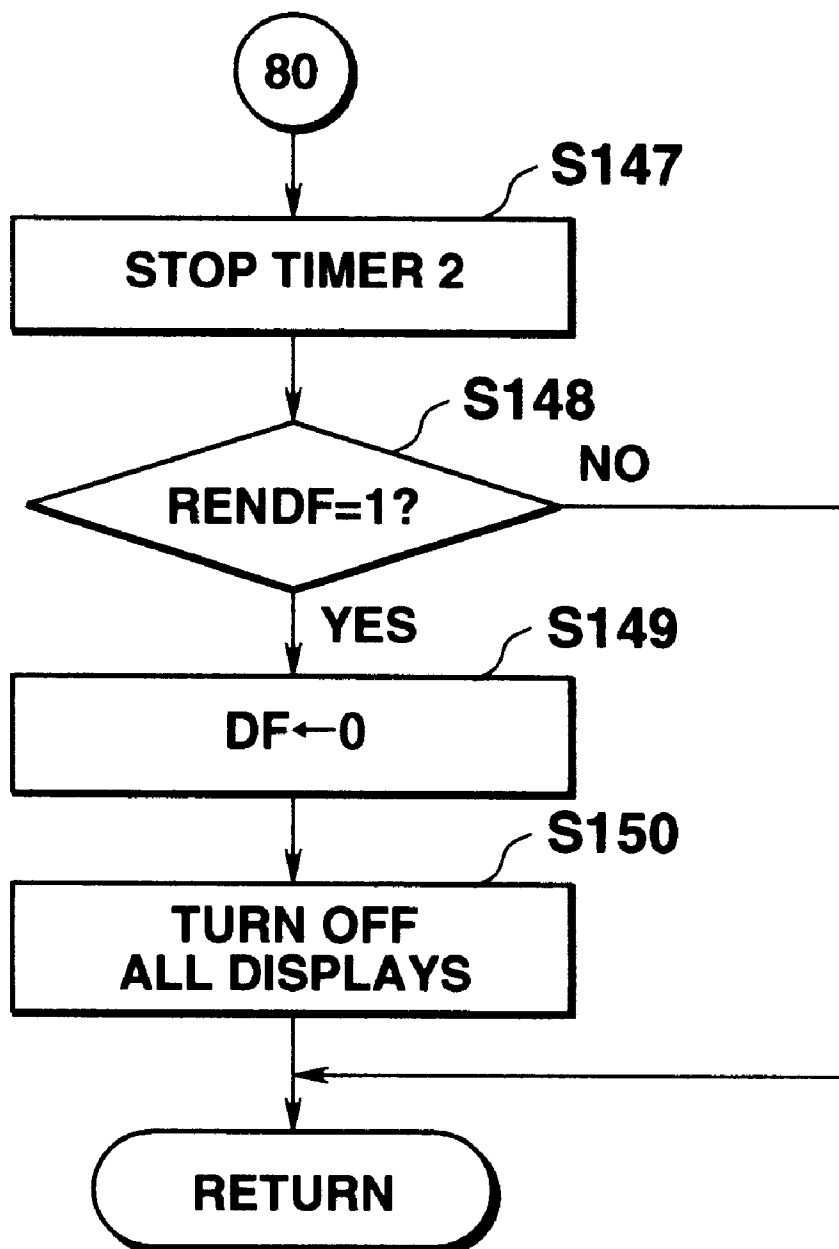 80
S147
STOP TIMER 2
S148
NO
RENDF=1?
YES
S149
DF←0
S150
TURN OFF
ALL DISPLAYS
RETURN